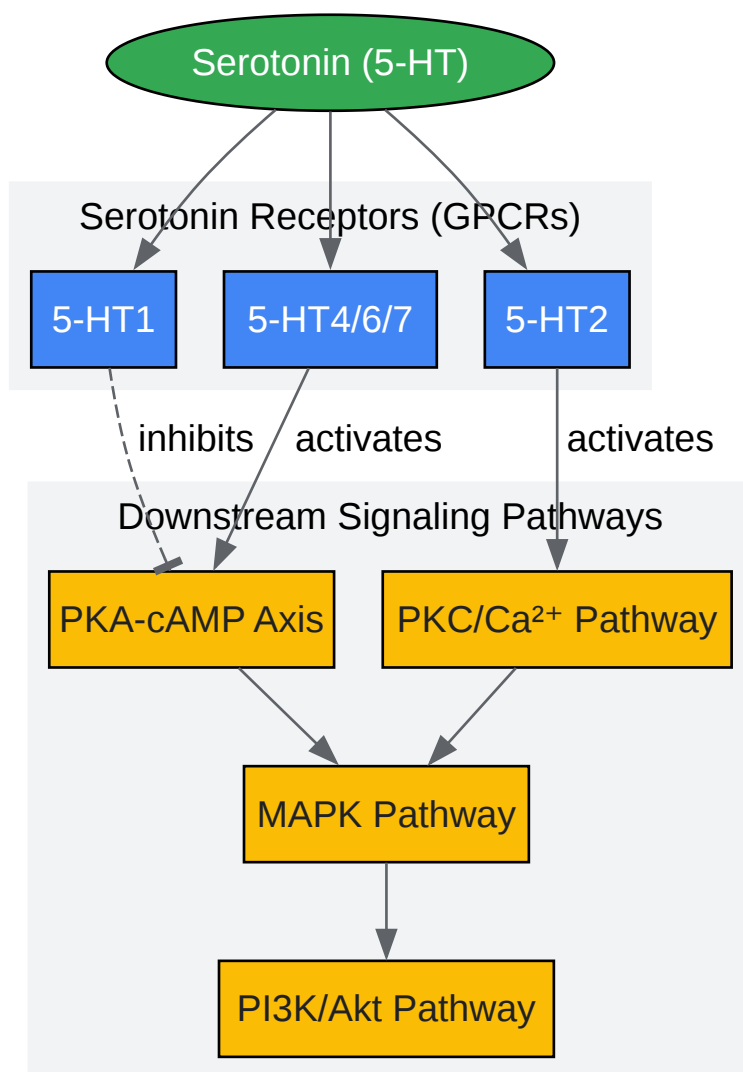 Serotonin (5-HT)
Serotonin Receptors (GPCRs)
5-HT1
5-HT4/6/7
5-HT2
inhibits
activates
activates
Downstream Signaling Pathways
PKA-cAMP Axis
PKC/Ca²⁺ Pathway
MAPK Pathway
PI3K/Akt Pathway